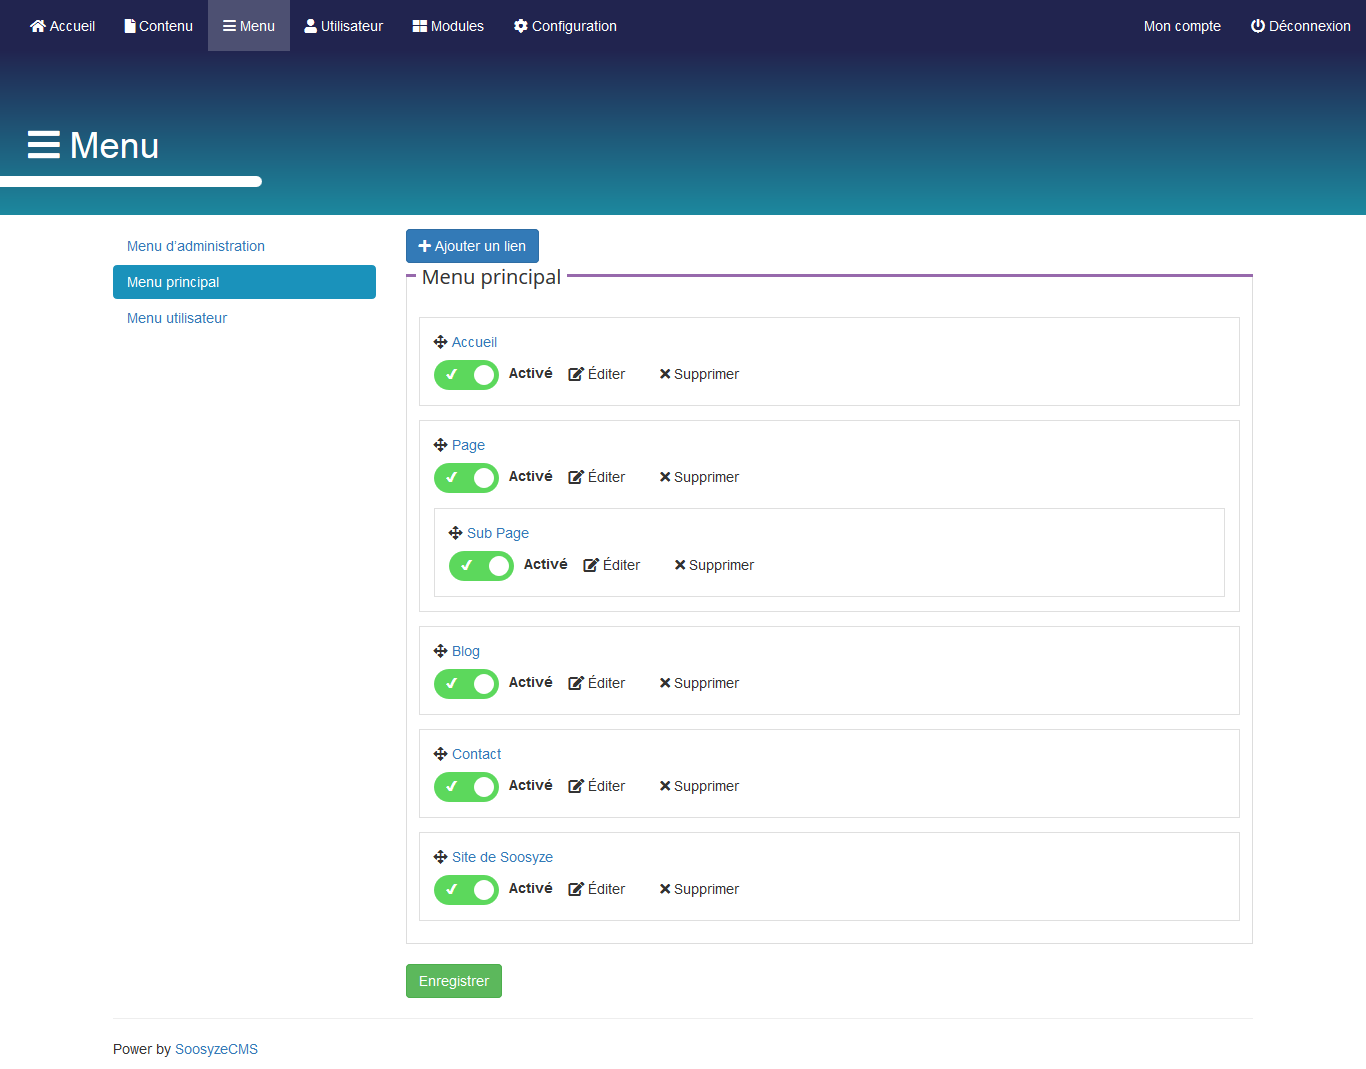 Accueil Contenu Menu Utilisateur Modules Configuration Mon compte Déconnexion
Menu
Menu d'administration
Menu principal
Menu utilisateur
Ajouter un lien
Menu principal
Accueil
Activé Éditer Supprimer
Page
Activé Éditer Supprimer
Sub Page
Activé Éditer Supprimer
Blog
Activé Éditer Supprimer
Contact
Activé Éditer Supprimer
Site de Soosyze
Activé Éditer Supprimer
Enregistrer
Power by SoosyzeCMS